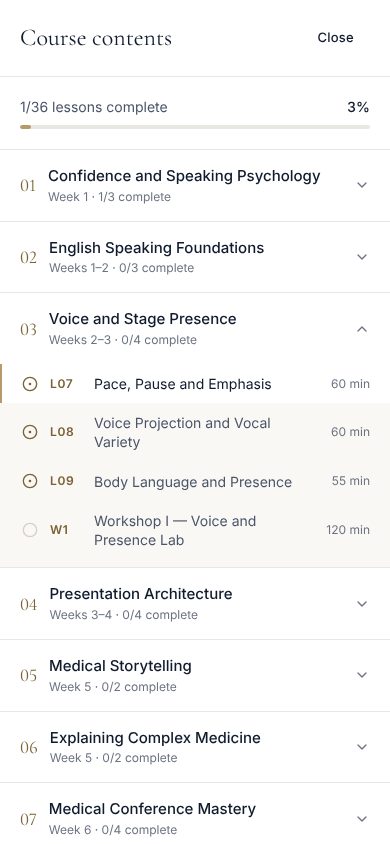 Course contents
Close
1/36 lessons complete
3%
01
Confidence and Speaking Psychology
Week 1 · 1/3 complete
02
English Speaking Foundations
Weeks 1–2 · 0/3 complete
03
Voice and Stage Presence
Weeks 2–3 · 0/4 complete
L07 Pace, Pause and Emphasis 60 min
L08 Voice Projection and Vocal 60 min
Variety
L09 Body Language and Presence 55 min
W1 Workshop I — Voice and 120 min
Presence Lab
04
Presentation Architecture
Weeks 3–4 · 0/4 complete
05
Medical Storytelling
Week 5 · 0/2 complete
06
Explaining Complex Medicine
Week 5 · 0/2 complete
07
Medical Conference Mastery
Week 6 · 0/4 complete